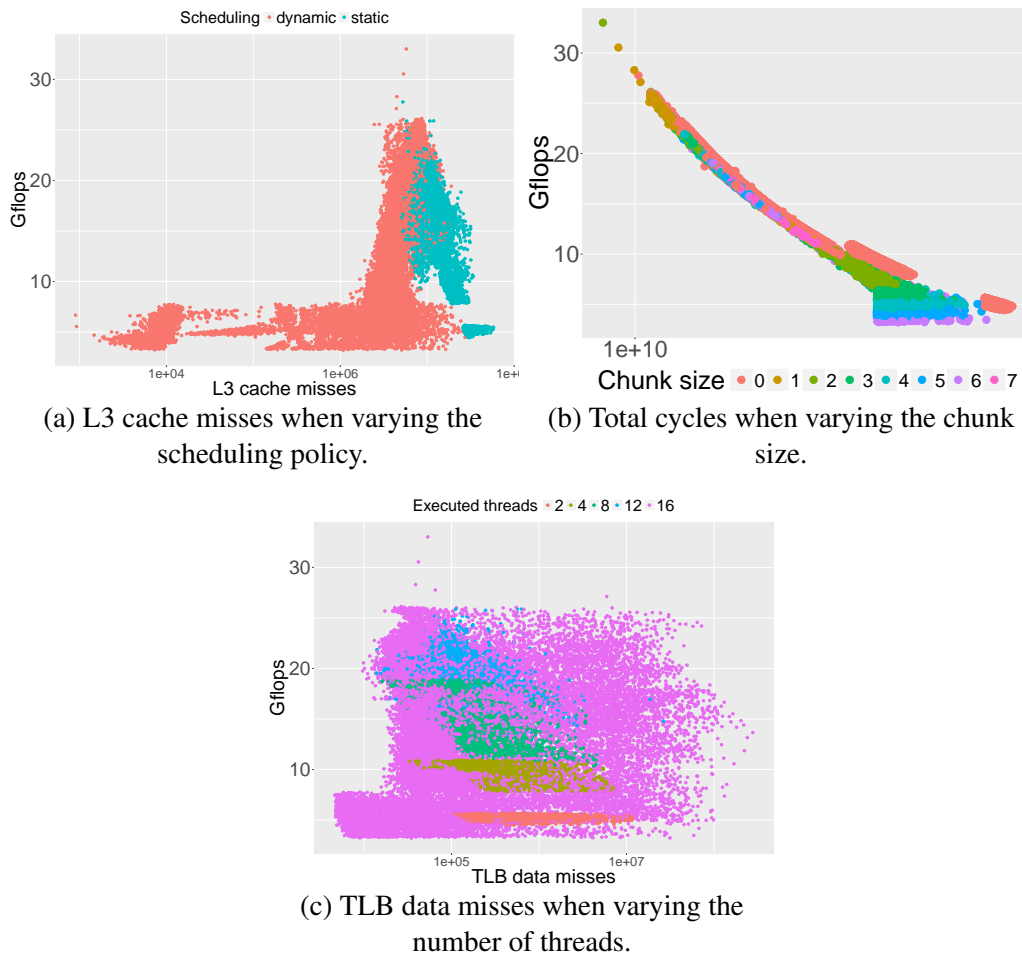 Scheduling dynamic static
Gflops
30
20
10
1e+04 1e+06 1e+0
L3 cache misses
(a) L3 cache misses when varying the
scheduling policy.
Gflops
30
20
10
1e+10
Chunk size 0 1 2 3 4 5 6 7
(b) Total cycles when varying the chunk
size.
Executed threads 2 4 8 12 16
Gflops
30
20
10
1e+05 1e+07
TLB data misses
(c) TLB data misses when varying the
number of threads.